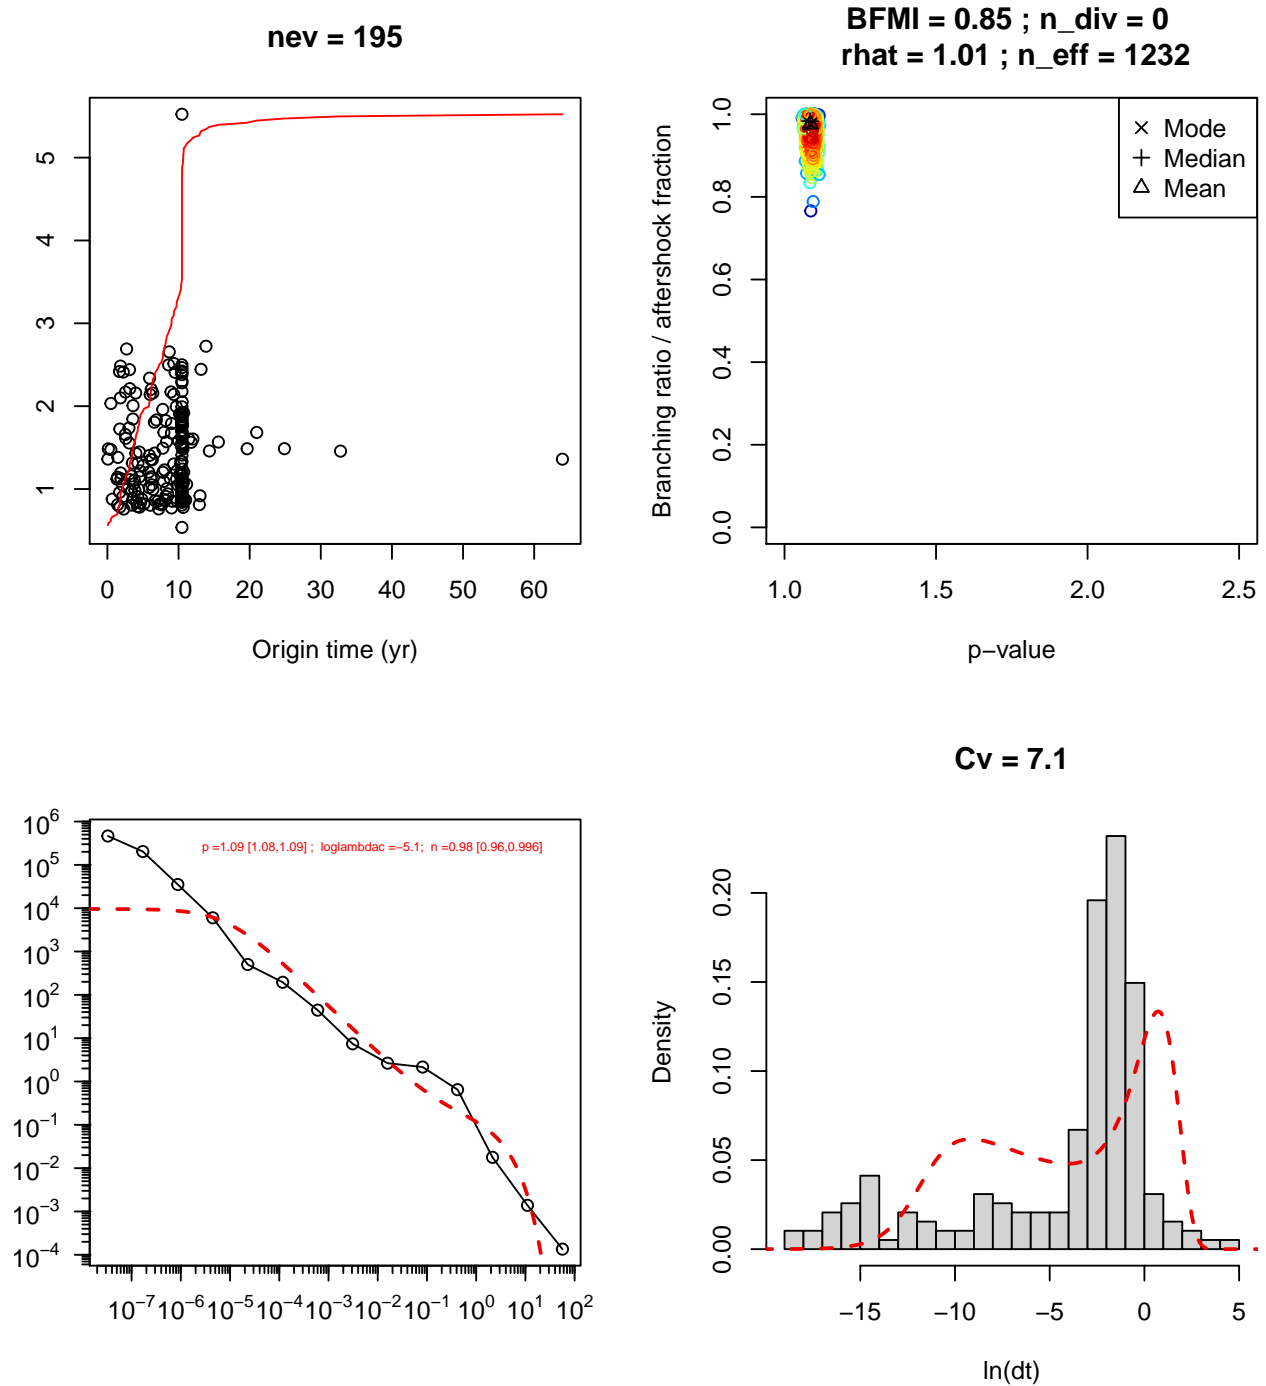 nev = 195
5
4
3
2
1
0 10 20 30 40 50 60
Origin time (yr)
BFMI = 0.85 ; n_div = 0
rhat = 1.01 ; n_eff = 1232
Branching ratio / aftershock fraction
1.0
0.8
0.6
0.4
0.2
0.0
Mode
Median
Mean
1.0 1.5 2.0 2.5
p−value
10^6
10^5
10^4
10^3
10^2
10^1
10^0
10^−1
10^−2
10^−3
10^−4
p =1.09 [1.08,1.09] ; loglambdac =−5.1; n =0.98 [0.96,0.996]
10^−7 10^−6 10^−5 10^−4 10^−3 10^−2 10^−1 10^0 10^1 10^2
Cv = 7.1
Density
0.20
0.15
0.10
0.05
0.00
−15 −10 −5 0 5
ln(dt)